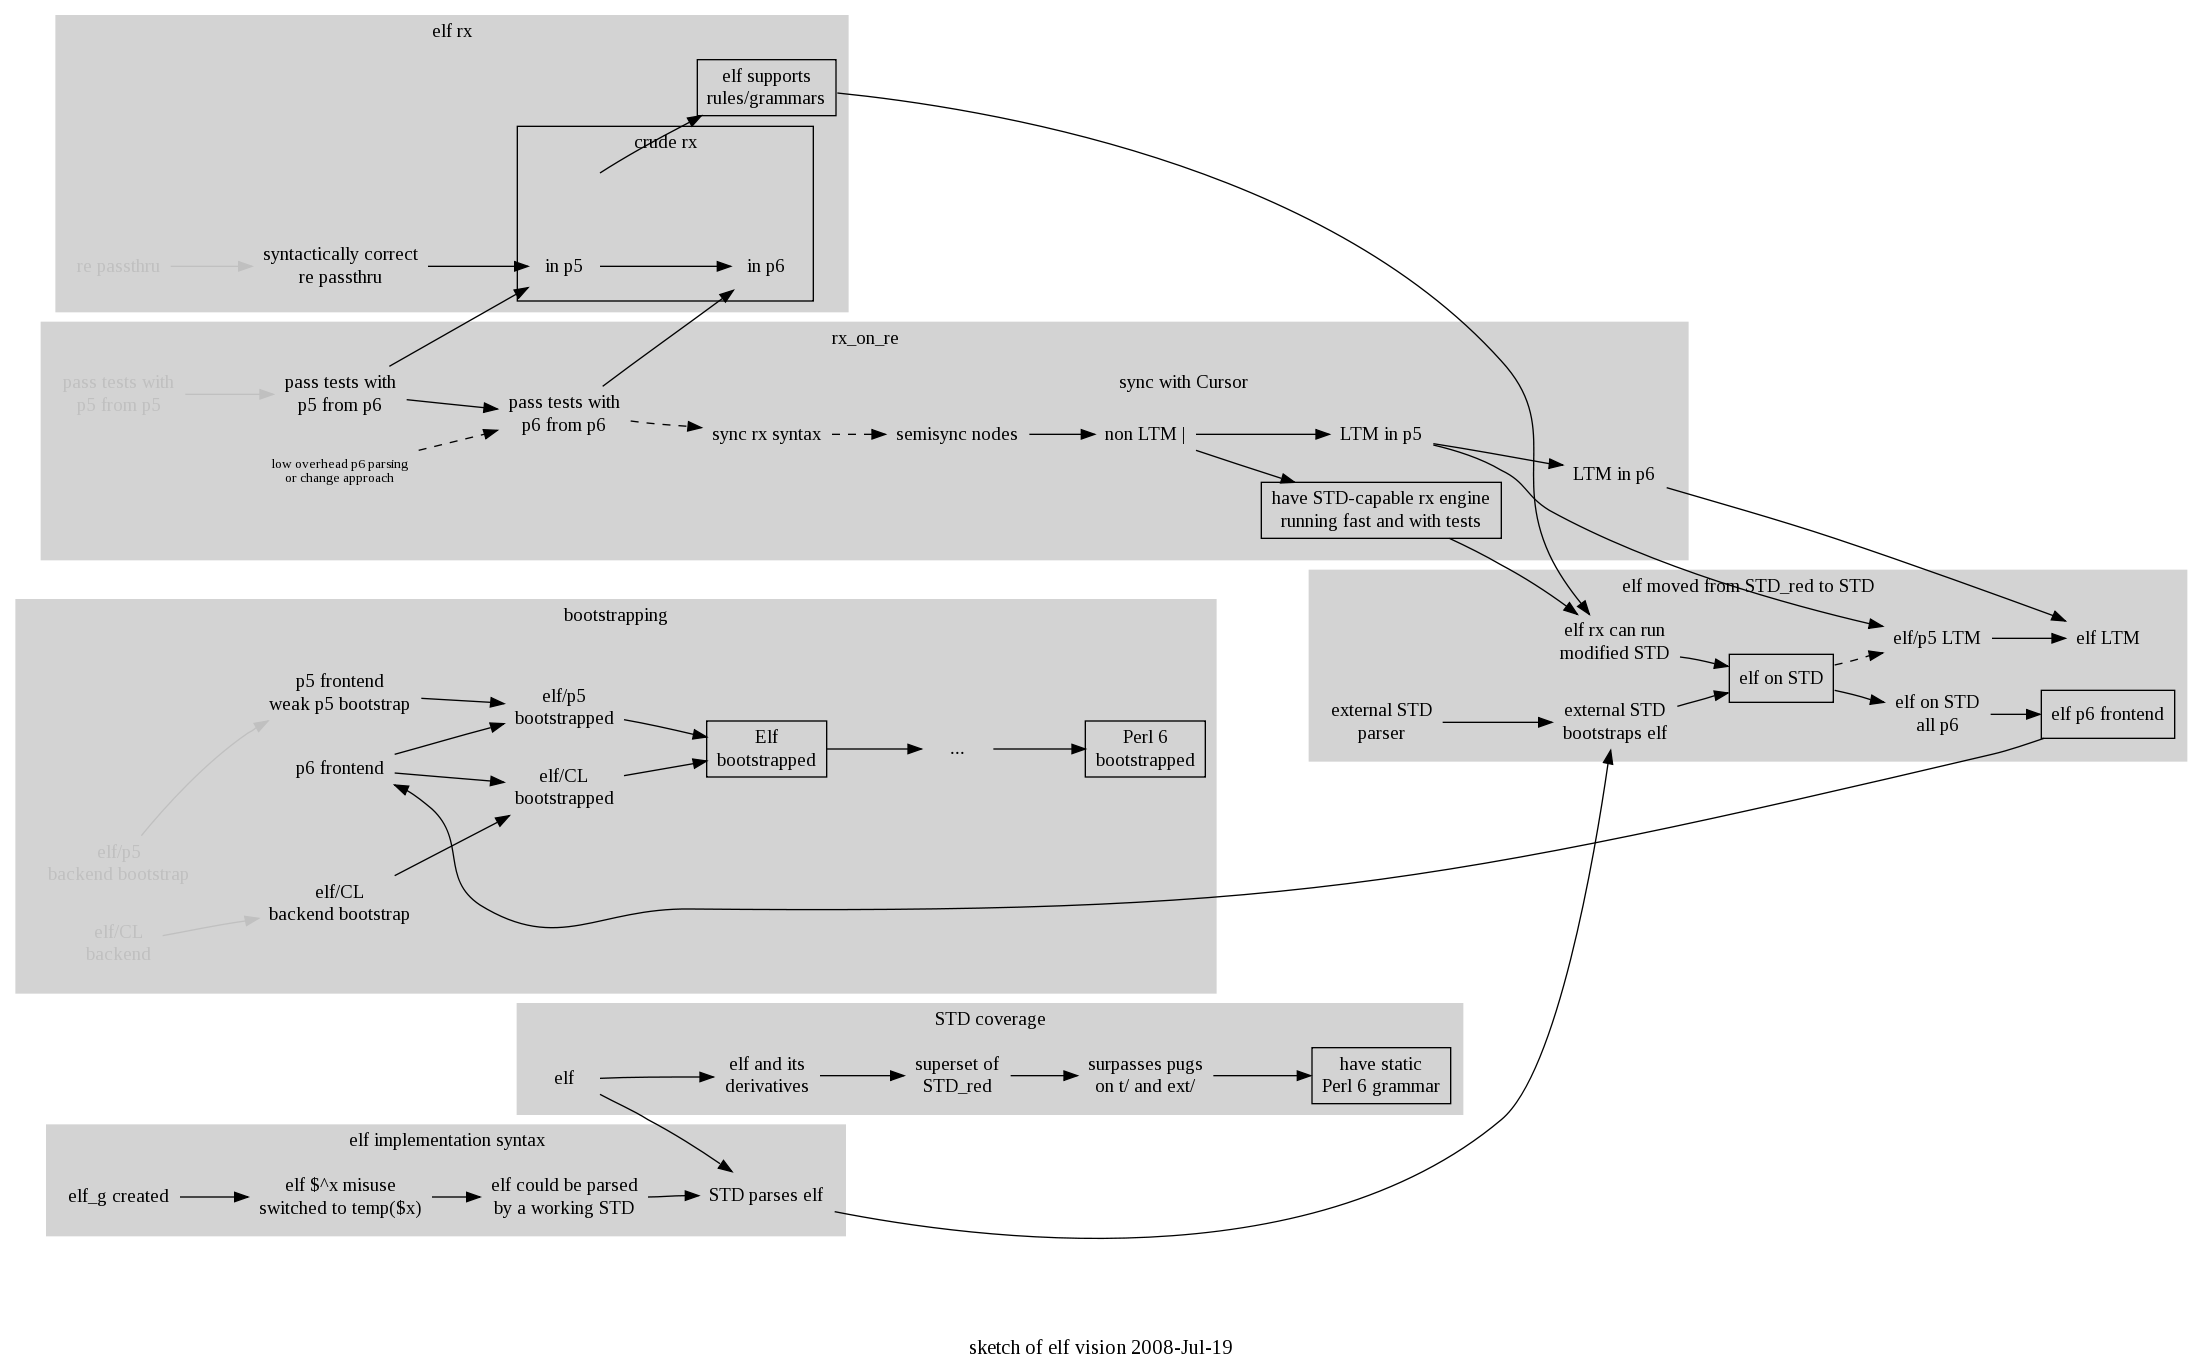 elf rx
elf supports
rules/grammars
crude rx
re passthru
syntactically correct
re passthru
in p5
in p6
rx_on_re
pass tests with
p5 from p5
pass tests with
p5 from p6
low overhead p6 parsing
or change approach
pass tests with
p6 from p6
sync with Cursor
sync rx syntax
semisync nodes
non LTM |
LTM in p5
LTM in p6
have STD-capable rx engine
running fast and with tests
elf moved from STD_red to STD
elf rx can run
modified STD
external STD
parser
external STD
bootstraps elf
elf on STD
elf/p5 LTM
elf LTM
elf on STD
all p6
elf p6 frontend
bootstrapping
p5 frontend
weak p5 bootstrap
p6 frontend
elf/p5
bootstrapped
elf/CL
bootstrapped
Elf
bootstrapped
...
Perl 6
bootstrapped
elf/p5
backend bootstrap
elf/CL
backend bootstrap
elf/CL
backend
STD coverage
elf
elf and its
derivatives
superset of
STD_red
surpasses pugs
on t/ and ext/
have static
Perl 6 grammar
elf implementation syntax
elf_g created
elf $^x misuse
switched to temp($x)
elf could be parsed
by a working STD
STD parses elf
sketch of elf vision 2008-Jul-19